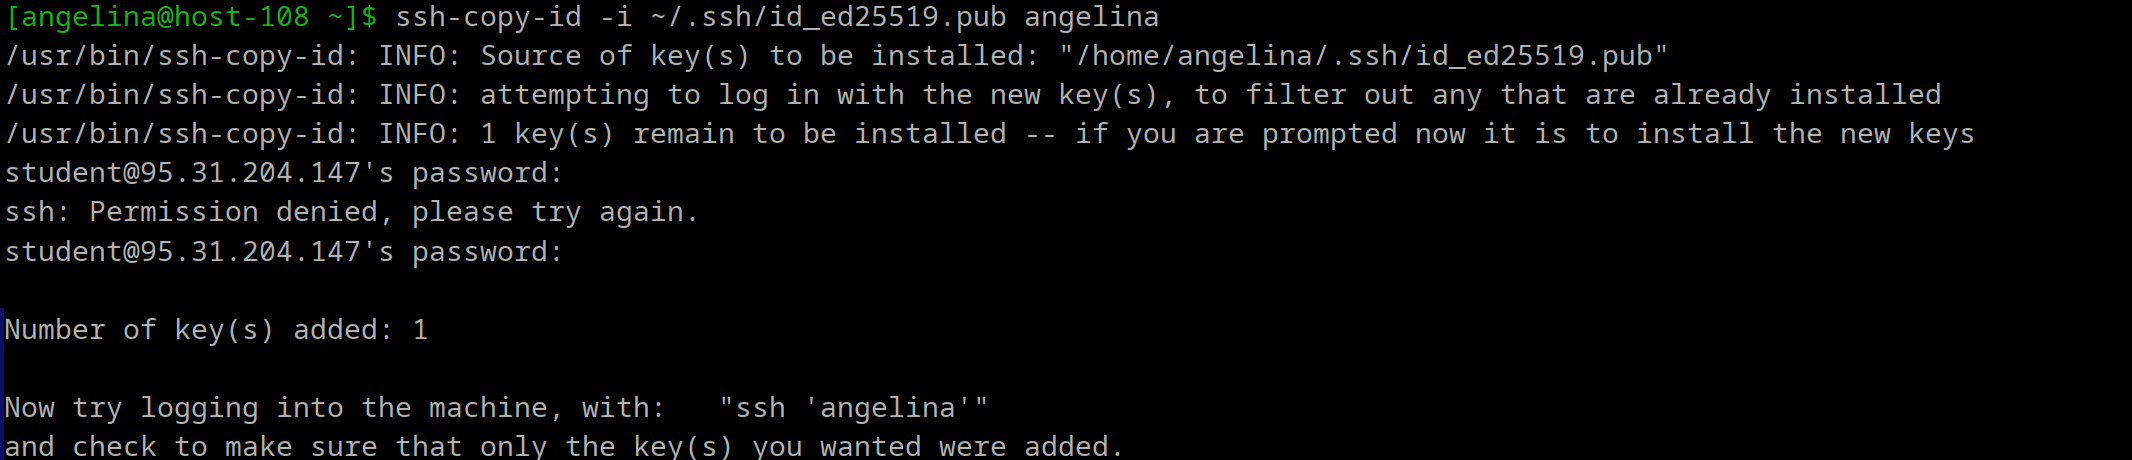 [angelina@host-108 ~]$ ssh-copy-id -i ~/.ssh/id_ed25519.pub angelina
/usr/bin/ssh-copy-id: INFO: Source of key(s) to be installed: "/home/angelina/.ssh/id_ed25519.pub"
/usr/bin/ssh-copy-id: INFO: attempting to log in with the new key(s), to filter out any that are already installed
/usr/bin/ssh-copy-id: INFO: 1 key(s) remain to be installed -- if you are prompted now it is to install the new keys
student@95.31.204.147's password:
ssh: Permission denied, please try again.
student@95.31.204.147's password:
Number of key(s) added: 1
Now try logging into the machine, with:   "ssh 'angelina'"
and check to make sure that only the key(s) you wanted were added.